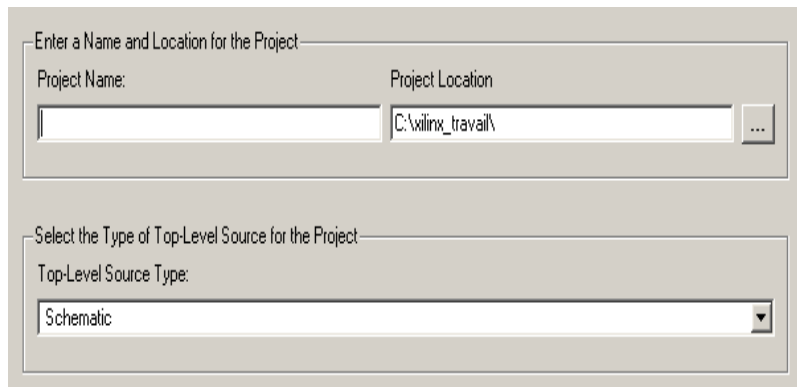 Enter a Name and Location for the Project
Project Name:
Project Location
C:\xilinx_travail\
...
Select the Type of Top-Level Source for the Project
Top-Level Source Type:
Schematic